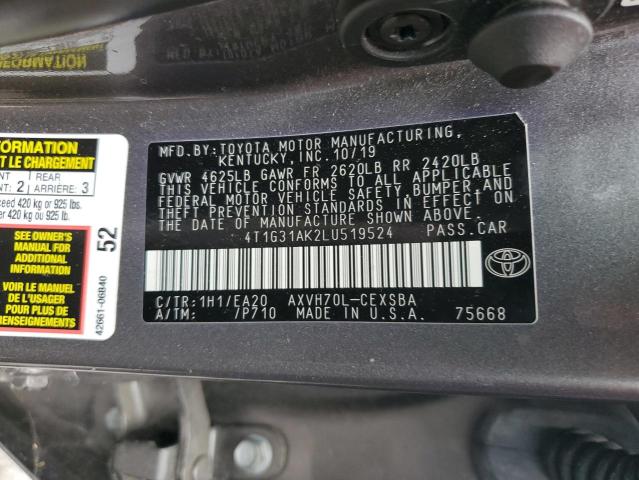 INFORMATION
MFD. BY: TOYOTA MOTOR MANUFACTURING,
KENTUCKY, INC. 10/19
GVWR 4625LB GAWR FR 2620LB RR 2420LB
THIS VEHICLE CONFORMS TO ALL APPLICABLE
FEDERAL MOTOR VEHICLE SAFETY, BUMPER, AND
THEFT PREVENTION STANDARDS IN EFFECT ON
THE DATE OF MANUFACTURE SHOWN ABOVE.
4T1G31AK2LU519524 PASS. CAR
C/TR: 1H1/EA20 AXVH70L-CEXSBA
A/TM: /P710 MADE IN U.S.A. 75668
FORMATION
T LE CHARGEMENT
REAR
2 ARRIÈRE: 3
ceed 420 kg or 925 lbs.
r 420 kg ou 925 lb.
SEE OWNER'S
MANUAL FOR
ADDITIONAL
INFORMATION
VOIR LE MANUEL
DE L'USAGER
POUR PLUS DE
RENSEIGNEMENTS
52
42661-06B40